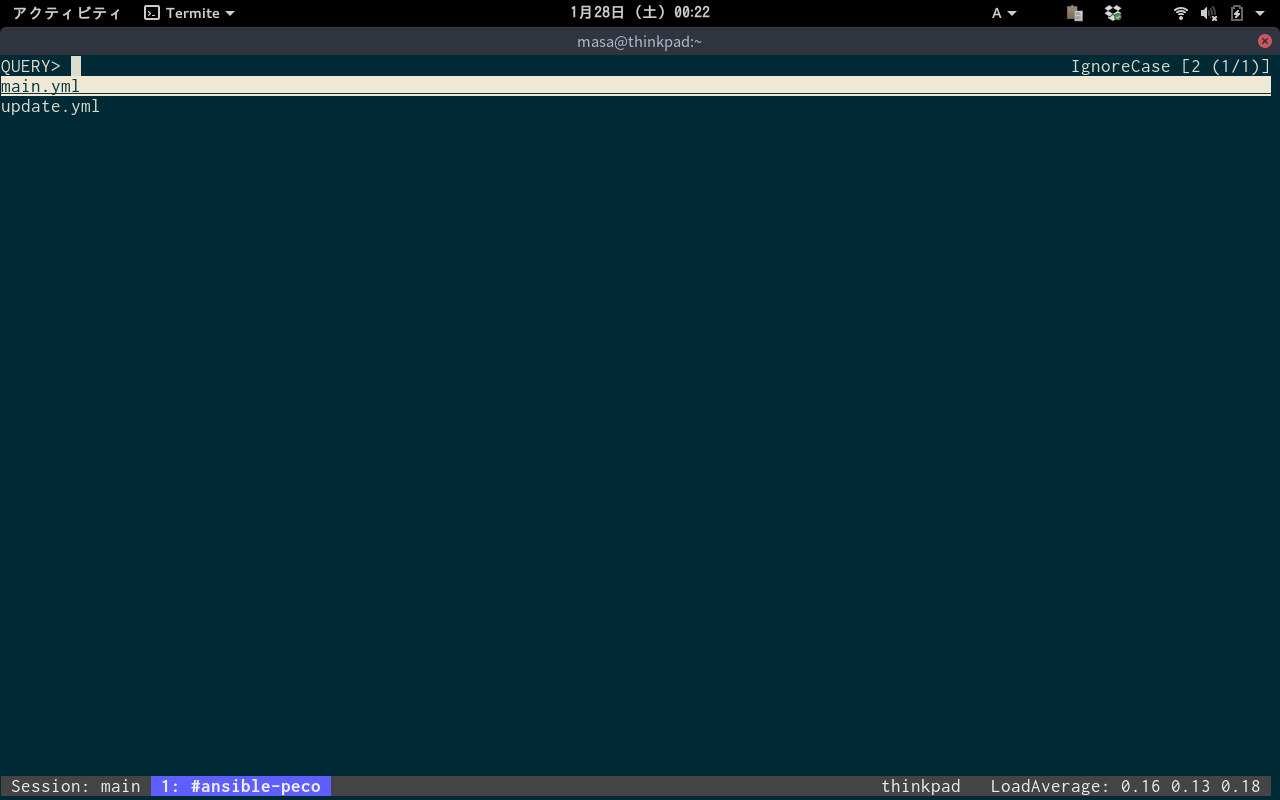 アクティビティ Termite 1月28日 (土) 00:22 A
masa@thinkpad:~
QUERY> IgnoreCase [2 (1/1)]
main.yml
update.yml
Session: main 1: #ansible-peco thinkpad LoadAverage: 0.16 0.13 0.18